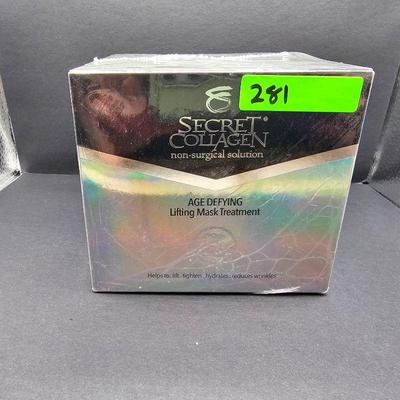 281
SECRET®
COLLAGEN
non-surgical solution
AGE DEFYING
Lifting Mask Treatment
Helps to: lift . tighten . hydrates . reduces wrinkles